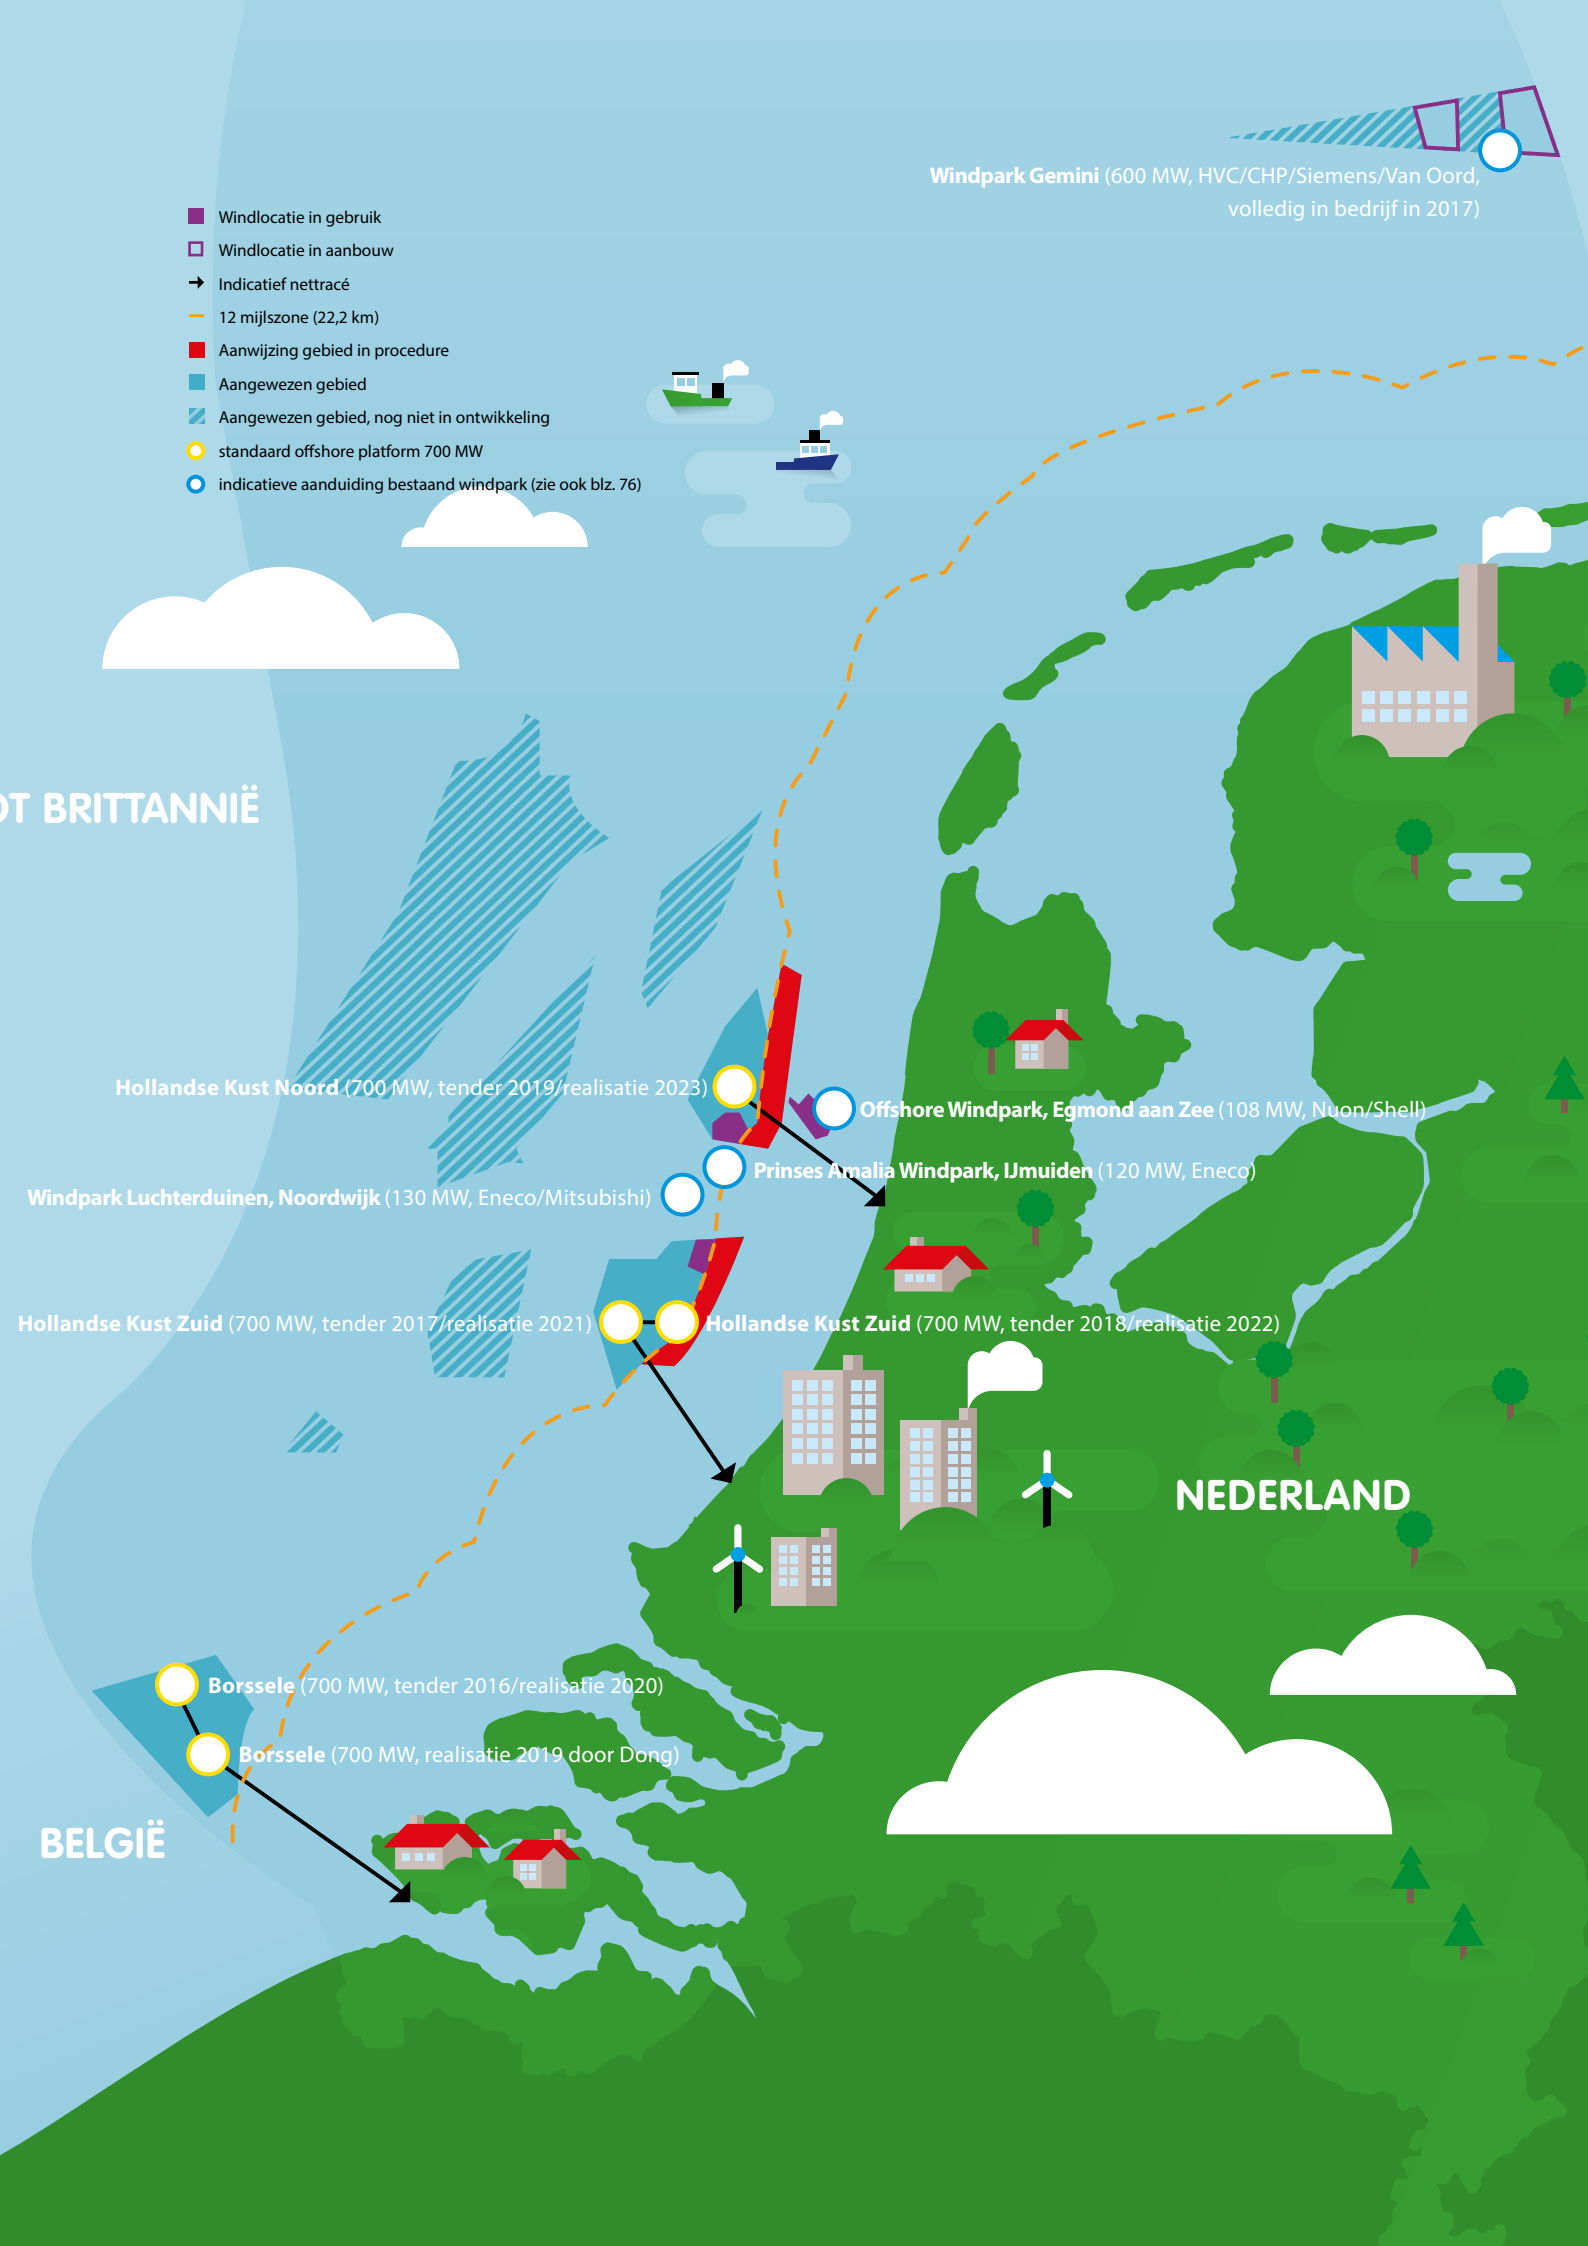 Windpark Gemini (600 MW, HVC/CHP/Siemens/Van Oord,
volledig in bedrijf in 2017)
Windlocatie in gebruik
Windlocatie in aanbouw
Indicatief nettracé
12 mijlszone (22,2 km)
Aanwijzing gebied in procedure
Aangewezen gebied
Aangewezen gebied, nog niet in ontwikkeling
standaard offshore platform 700 MW
indicatieve aanduiding bestaand windpark (zie ook blz. 76)
OT BRITTANNIË
Hollandse Kust Noord (700 MW, tender 2019/realisatie 2023)
Offshore Windpark, Egmond aan Zee (108 MW, Nuon/Shell)
Prinses Amalia Windpark, IJmuiden (120 MW, Eneco)
Windpark Luchterduinen, Noordwijk (130 MW, Eneco/Mitsubishi)
Hollandse Kust Zuid (700 MW, tender 2017/realisatie 2021)
Hollandse Kust Zuid (700 MW, tender 2018/realisatie 2022)
NEDERLAND
Borssele (700 MW, tender 2016/realisatie 2020)
Borssele (700 MW, realisatie 2019 door Dong)
BELGIË